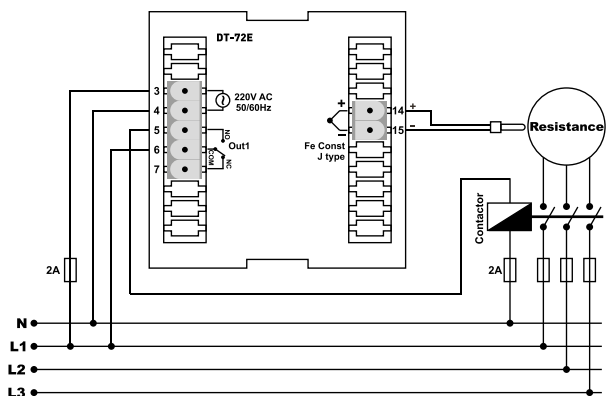 DT-72E
3
4
5
6
7
220V AC
50/60Hz
NO
COM
NC
Out1
+
-
14
15
+
-
Fe Const
J type
Resistance
Contactor
2A
2A
N
L1
L2
L3